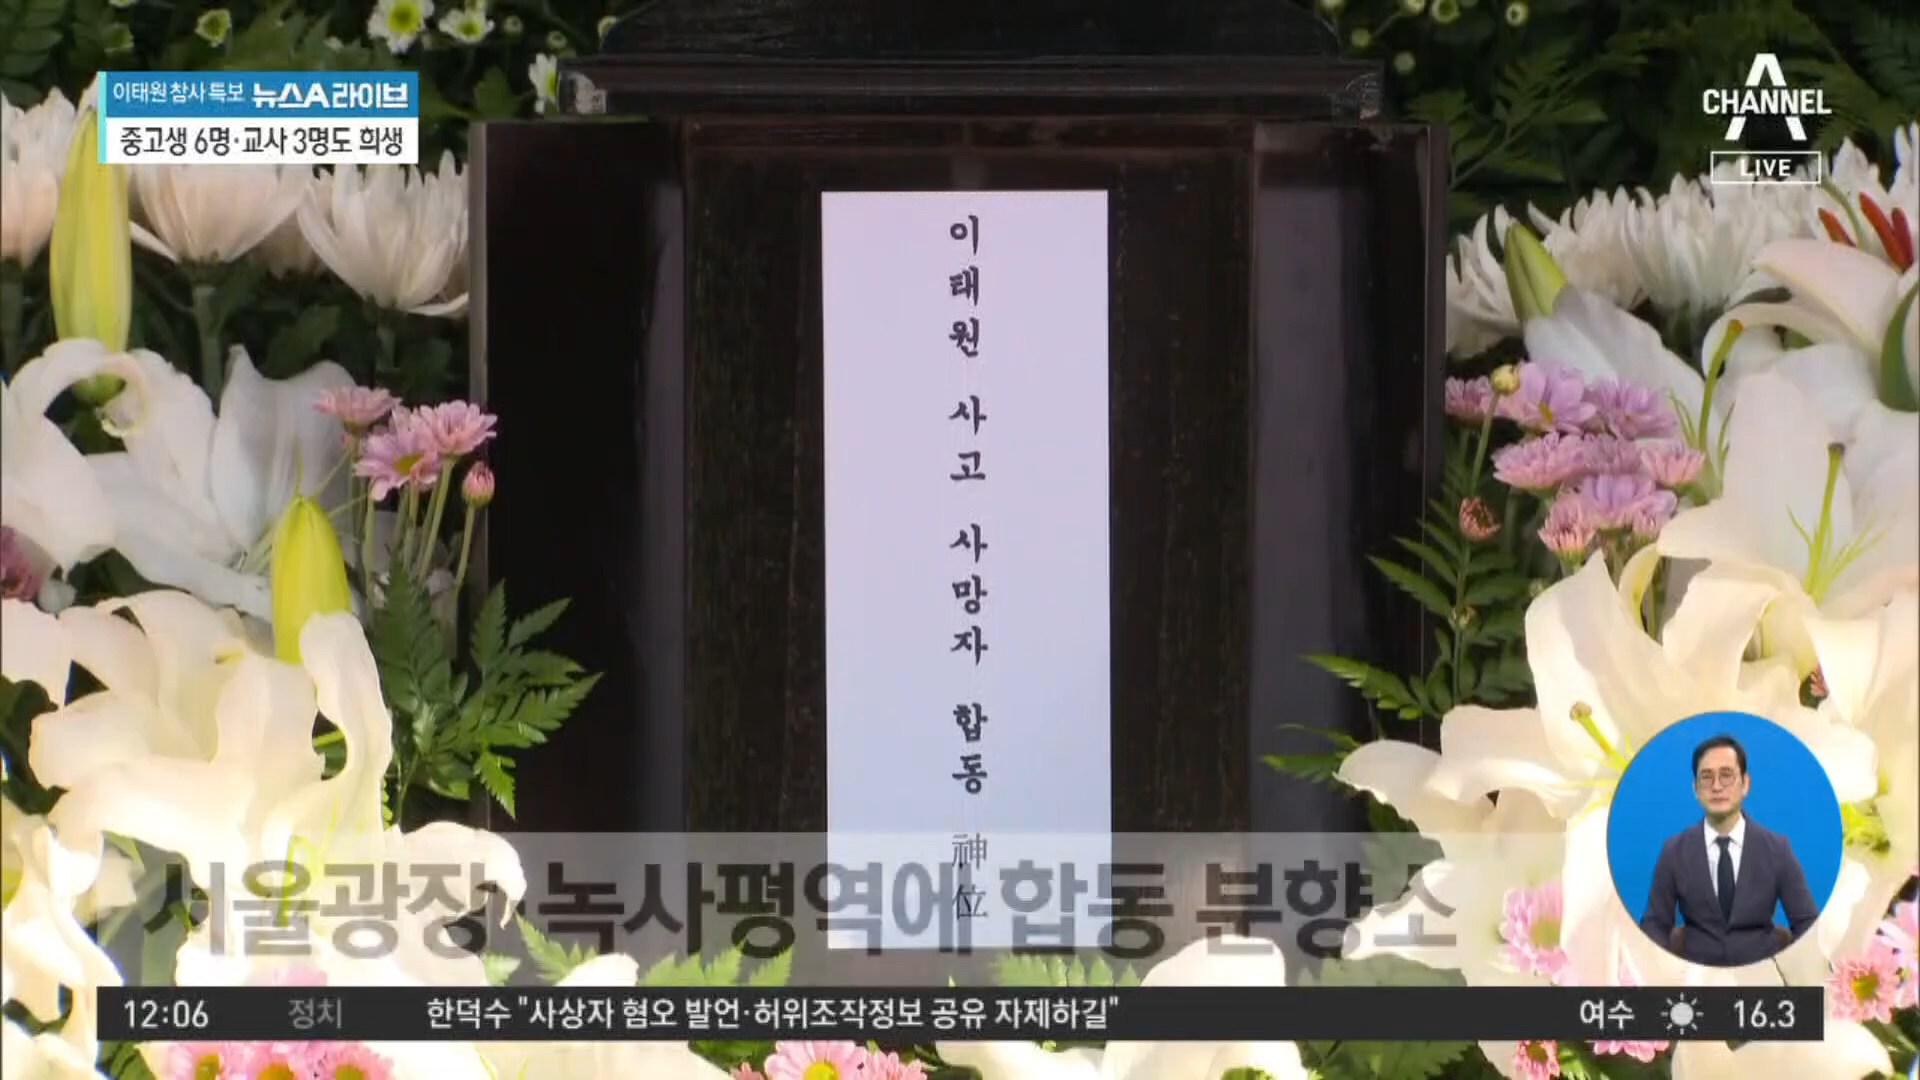 이태원 참사 특보 뉴스A 라이브
중고생 6명·교사 3명도 희생
CHANNEL A
LIVE
이태원 사고 사망자 합동 神位
서울광장·녹사평역에 합동 분향소
12:06 정치 한덕수 "사상자 혐오 발언·허위조작정보 공유 자제하길" 여수 16.3